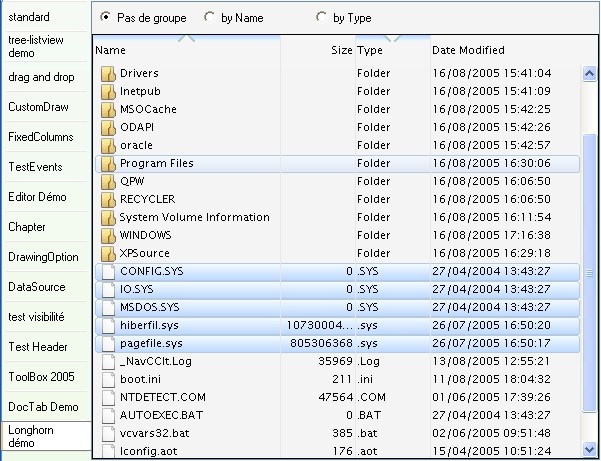 standard
tree-listview
demo
drag and drop
CustomDraw
FixedColumns
TestEvents
Editor Démo
Chapter
DrawingOption
DataSource
test visibilité
Test Header
ToolBox 2005
DocTab Demo
Longhorn
démo
Pas de groupe by Name by Type
Name Size Type Date Modified
Drivers Folder 16/08/2005 15:41:04
Inetpub Folder 16/08/2005 15:41:09
MSOCache Folder 16/08/2005 15:42:25
ODAPI Folder 16/08/2005 15:42:26
oracle Folder 16/08/2005 15:42:57
Program Files Folder 16/08/2005 16:30:06
QPW Folder 16/08/2005 16:06:50
RECYCLER Folder 16/08/2005 16:06:50
System Volume Information Folder 16/08/2005 16:11:54
WINDOWS Folder 16/08/2005 17:16:38
XPSource Folder 16/08/2005 16:29:18
CONFIG.SYS 0 .SYS 27/04/2004 13:43:27
IO.SYS 0 .SYS 27/04/2004 13:43:27
MSDOS.SYS 0 .SYS 27/04/2004 13:43:27
hiberfil.sys 10730004... .sys 26/07/2005 16:50:20
pagefile.sys 805306368 .sys 26/07/2005 16:50:17
_NavCClt.Log 35969 .Log 13/08/2005 12:55:21
boot.ini 211 .ini 11/08/2005 18:04:32
NTDETECT.COM 47564 .COM 01/06/2005 17:39:26
AUTOEXEC.BAT 0 .BAT 27/04/2004 13:43:27
vcvars32.bat 385 .bat 02/06/2005 09:51:48
Iconfig.aot 176 .aot 15/04/2005 10:51:24